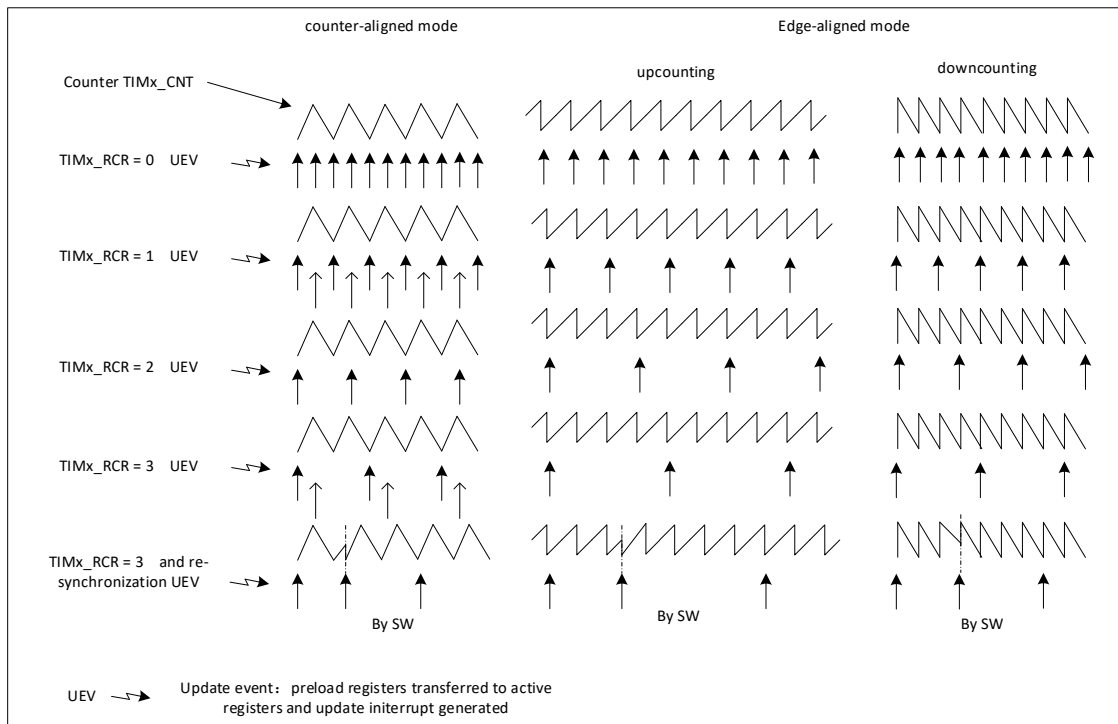 counter-aligned mode
Edge-aligned mode
upcounting
downcounting
Counter TIMx_CNT
TIMx_RCR = 0 UEV
TIMx_RCR = 1 UEV
TIMx_RCR = 2 UEV
TIMx_RCR = 3 UEV
TIMx_RCR = 3 and re-
synchronization UEV
By SW
By SW
By SW
UEV
Update event: preload registers transferred to active
registers and update initerrupt generated